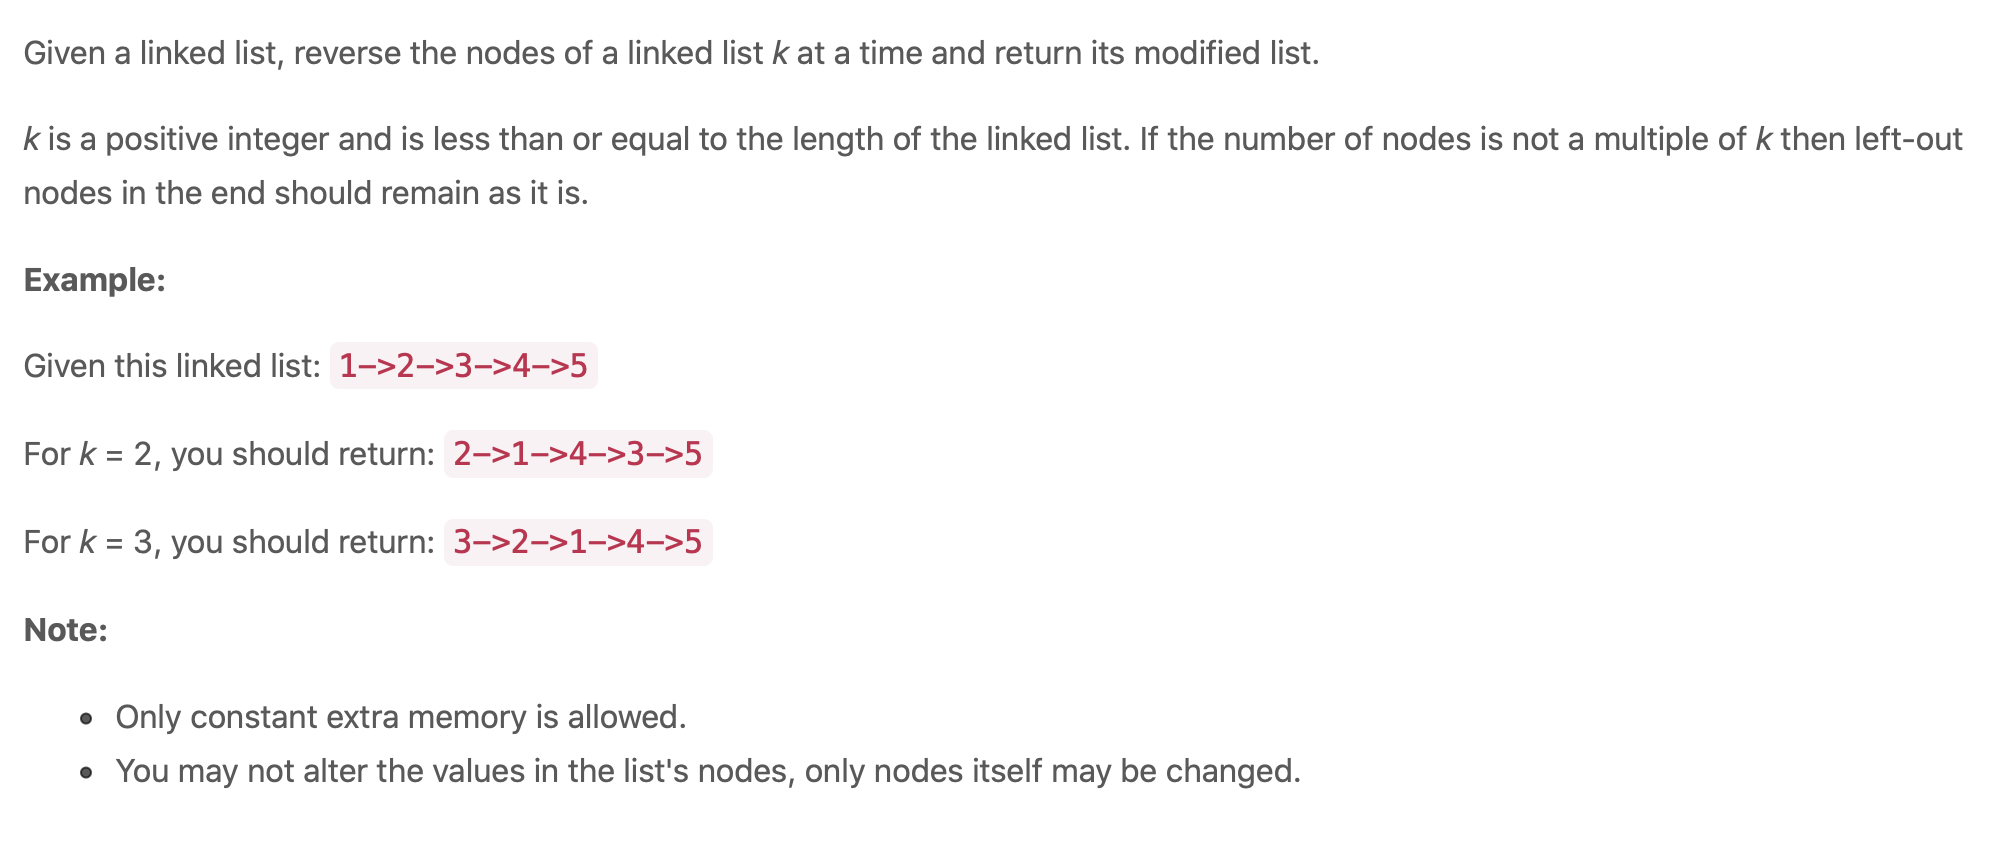 Given a linked list, reverse the nodes of a linked list k at a time and return its modified list.
k is a positive integer and is less than or equal to the length of the linked list. If the number of nodes is not a multiple of k then left-out
nodes in the end should remain as it is.
Example:
Given this linked list: 1->2->3->4->5
For k = 2, you should return: 2->1->4->3->5
For k = 3, you should return: 3->2->1->4->5
Note:
• Only constant extra memory is allowed.
• You may not alter the values in the list's nodes, only nodes itself may be changed.